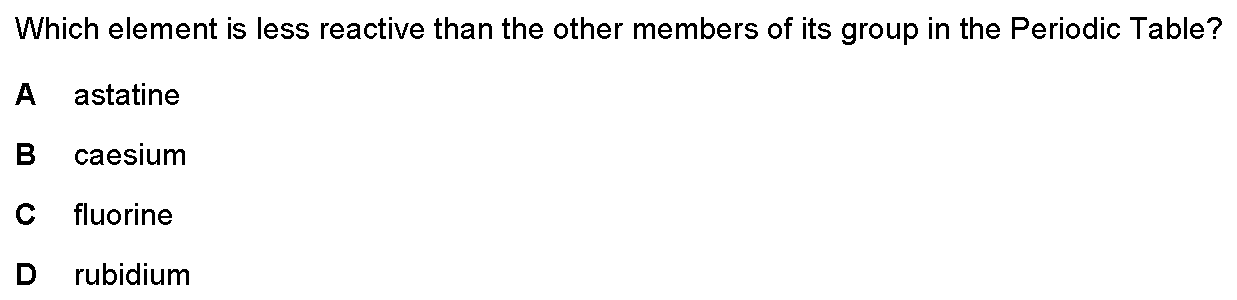 Which element is less reactive than the other members of its group in the Periodic Table?
A astatine
B caesium
C fluorine
D rubidium